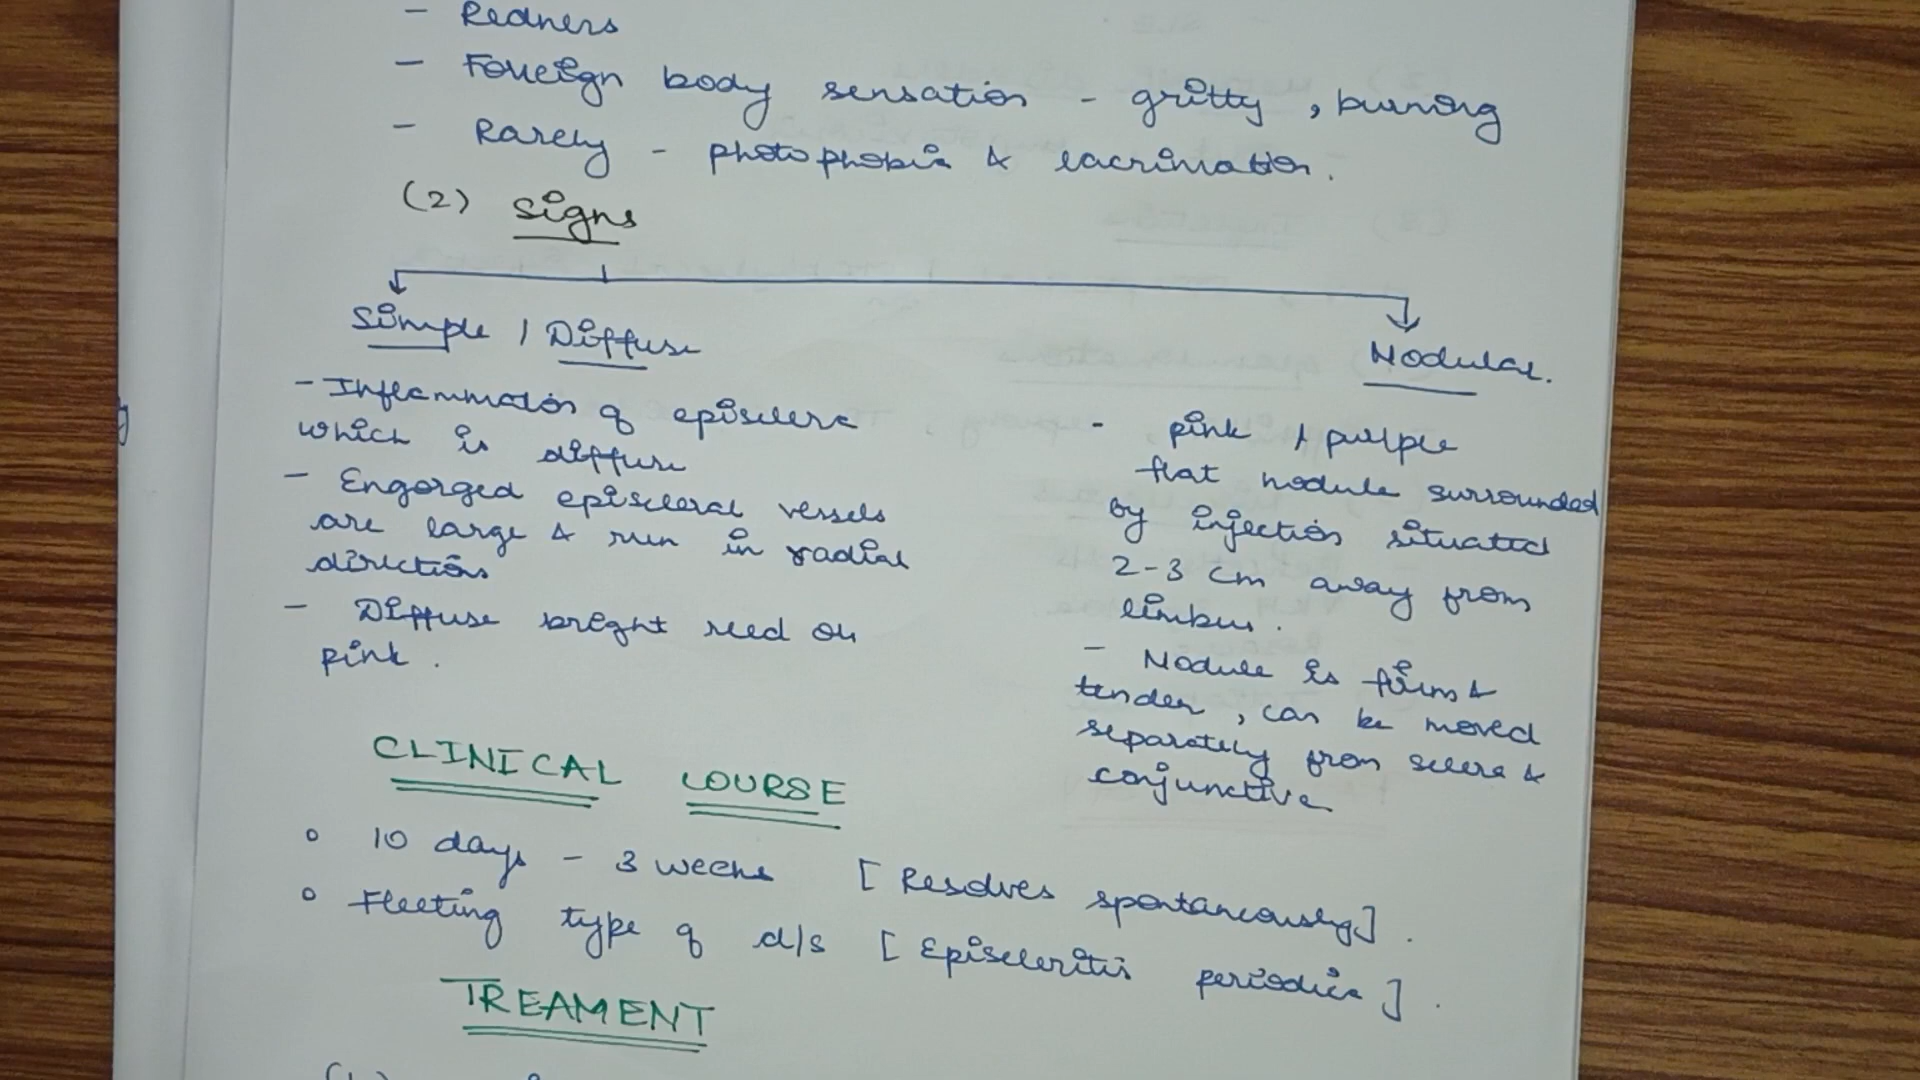 - Redness
- Foreign body sensation - gritty, burning
- Rarely - photophobia & lacrimation.
(2) Signs
Simple / Diffuse
- Inflammation of episclera
which is diffuse
- Engorged episcleral vessels
are large & run in radial
direction
- Diffuse bright red or
pink.
Nodular.
- pink / purple
flat nodule surrounded
by injection situated
2-3 cm away from
limbus.
- Nodule is firm &
tender, can be moved
separately from sclera &
conjunctiva
CLINICAL COURSE
° 10 days - 3 weeks [Resolves spontaneously].
° Fleeting type of d/s [Episcleritis periodica].
TREAMENT